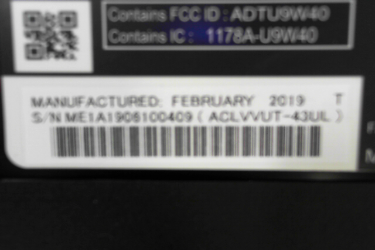 Contains FCC ID : ADTU9W40
Contains IC : 1178A-U9W40
MANUFACTURED: FEBRUARY 2019 T
S/N ME1A1906100409 ( ACLVVUT-43UL )